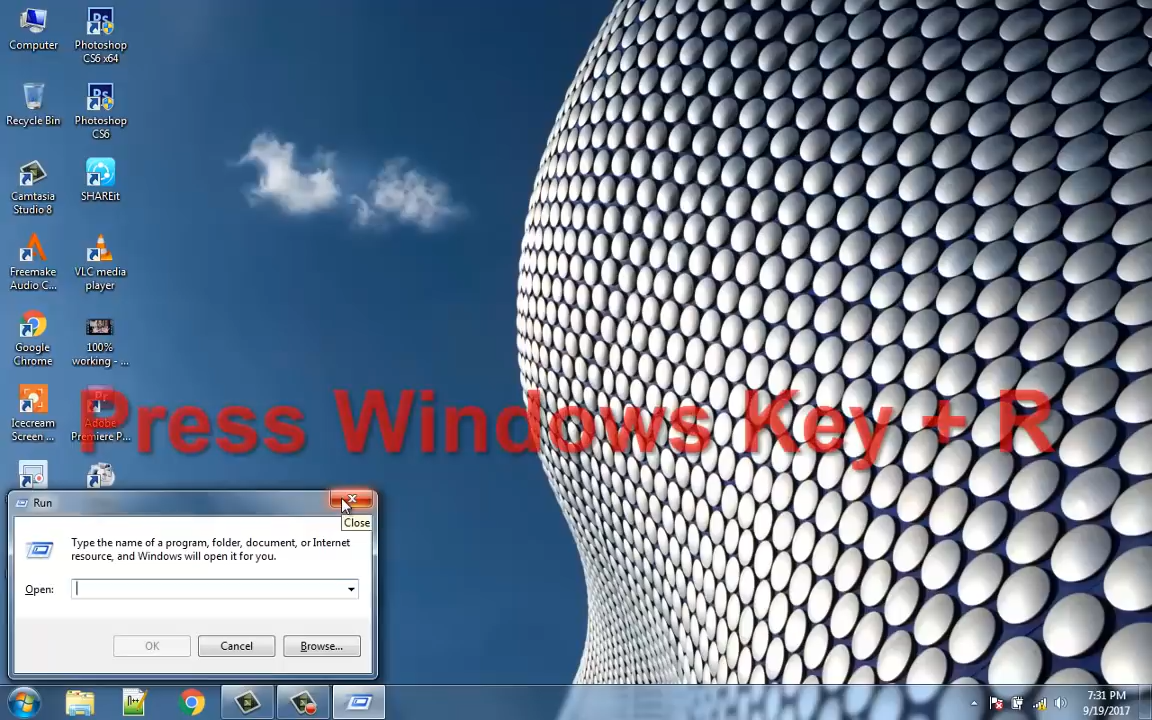 Computer
Photoshop
CS6 x64
Recycle Bin
Photoshop
CS6
Camtasia
Studio 8
SHAREit
Freemake
Audio C...
VLC media
player
Google
Chrome
100%
working - ...
Icecream
Screen ...
Adobe
Premiere P...
Press Windows Key + R
Run
Close
Type the name of a program, folder, document, or Internet
resource, and Windows will open it for you.
Open:
OK
Cancel
Browse...
7:31 PM
9/19/2017